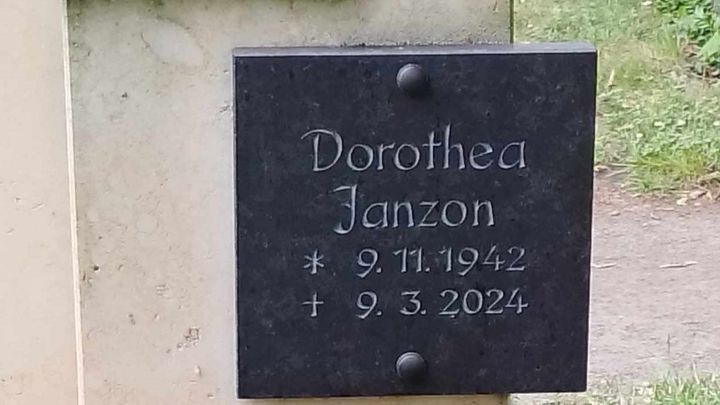 Dorothea
Janzon
* 9. 11. 1942
† 9. 3. 2024